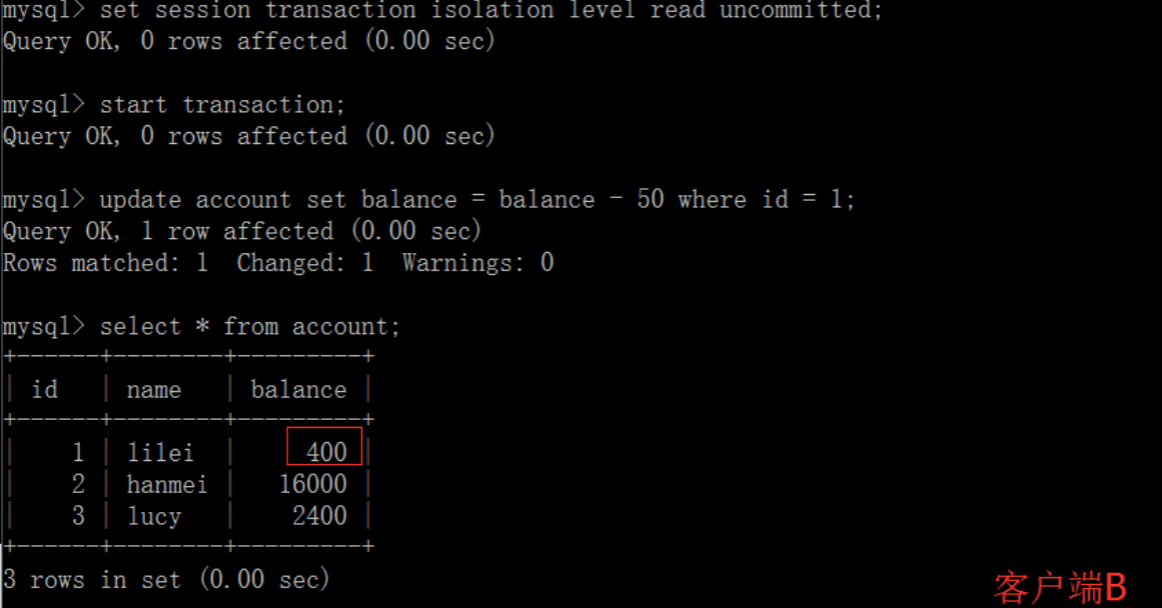 mysql> set session transaction isolation level read uncommitted;
Query OK, 0 rows affected (0.00 sec)
mysql> start transaction;
Query OK, 0 rows affected (0.00 sec)
mysql> update account set balance = balance - 50 where id = 1;
Query OK, 1 row affected (0.00 sec)
Rows matched: 1  Changed: 1  Warnings: 0
mysql> select * from account;
+------+--------+---------+
| id   | name   | balance |
+------+--------+---------+
|    1 | lilei  |     400 |
|    2 | hanmei |   16000 |
|    3 | lucy   |    2400 |
+------+--------+---------+
3 rows in set (0.00 sec)
客户端B